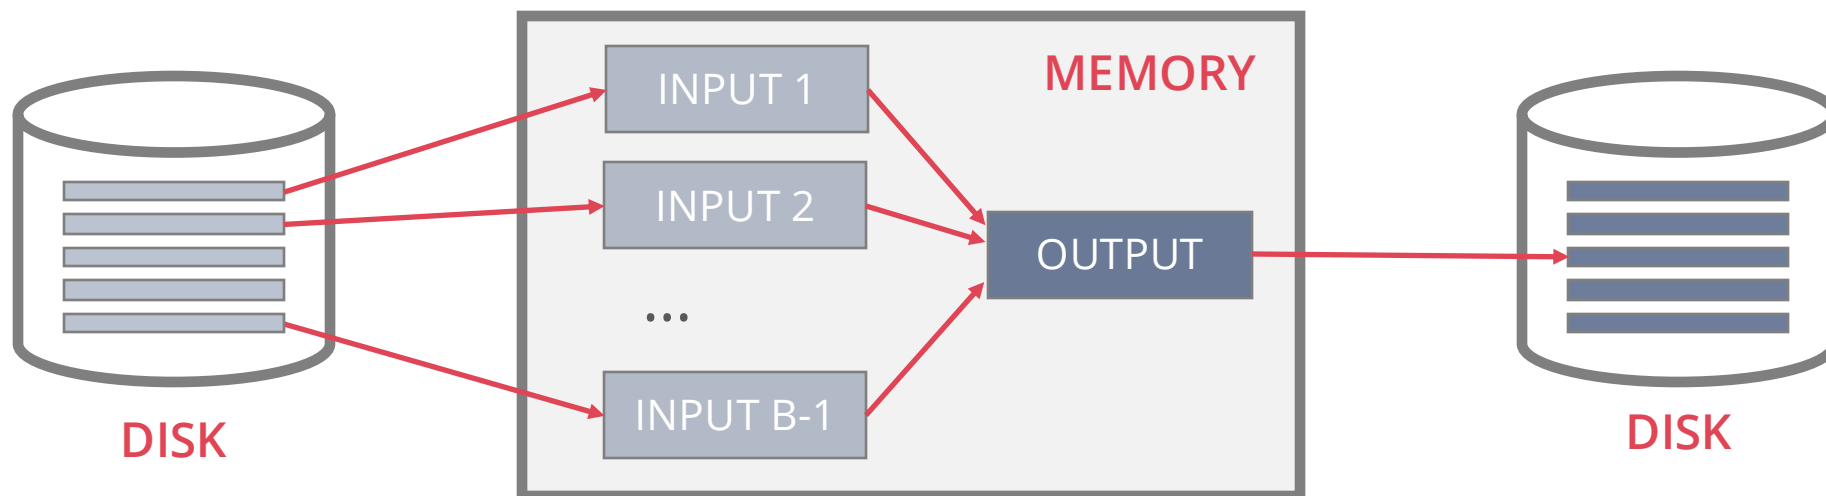 MEMORY
INPUT 1
INPUT 2
OUTPUT
...
INPUT B-1
DISK
DISK